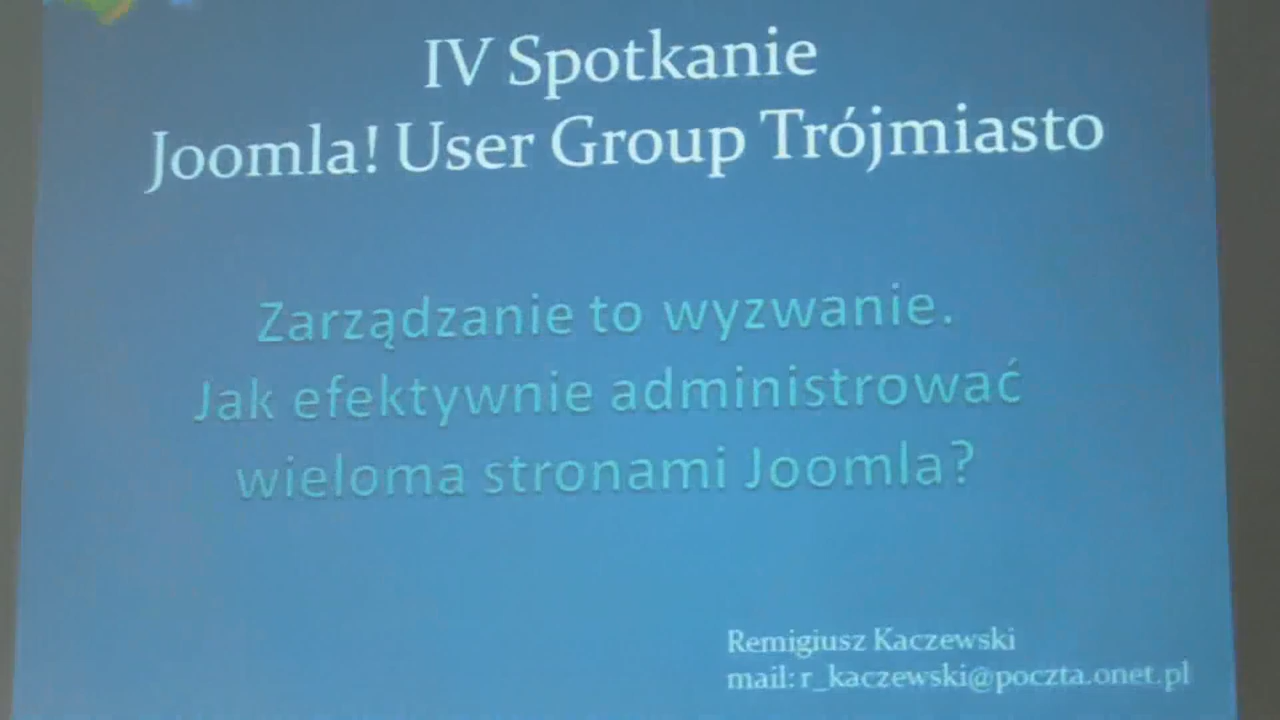 IV Spotkanie
Joomla! User Group Trójmiasto
Zarządzanie to wyzwanie.
Jak efektywnie administrować
wieloma stronami Joomla?
Remigiusz Kaczewski
mail: r_kaczewski@poczta.onet.pl